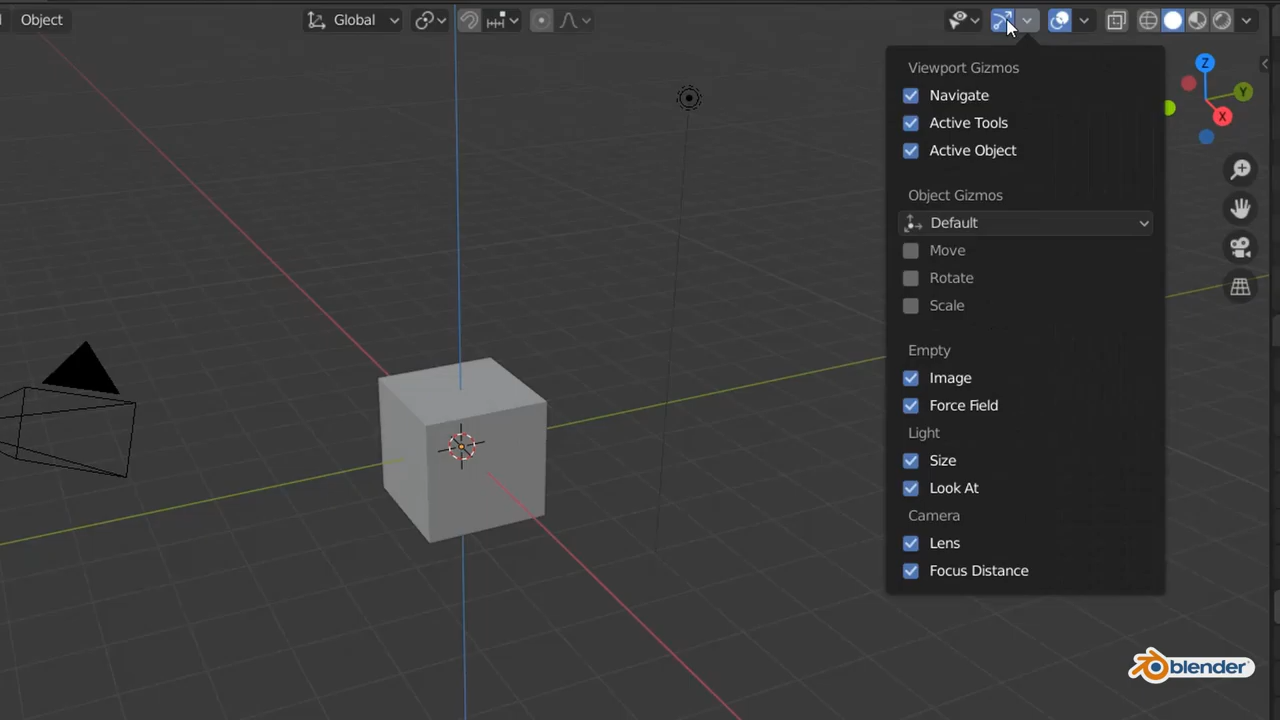 Object
Global
Viewport Gizmos
Navigate
Active Tools
Active Object
Object Gizmos
Default
Move
Rotate
Scale
Empty
Image
Force Field
Light
Size
Look At
Camera
Lens
Focus Distance
Z
Y
X
blender